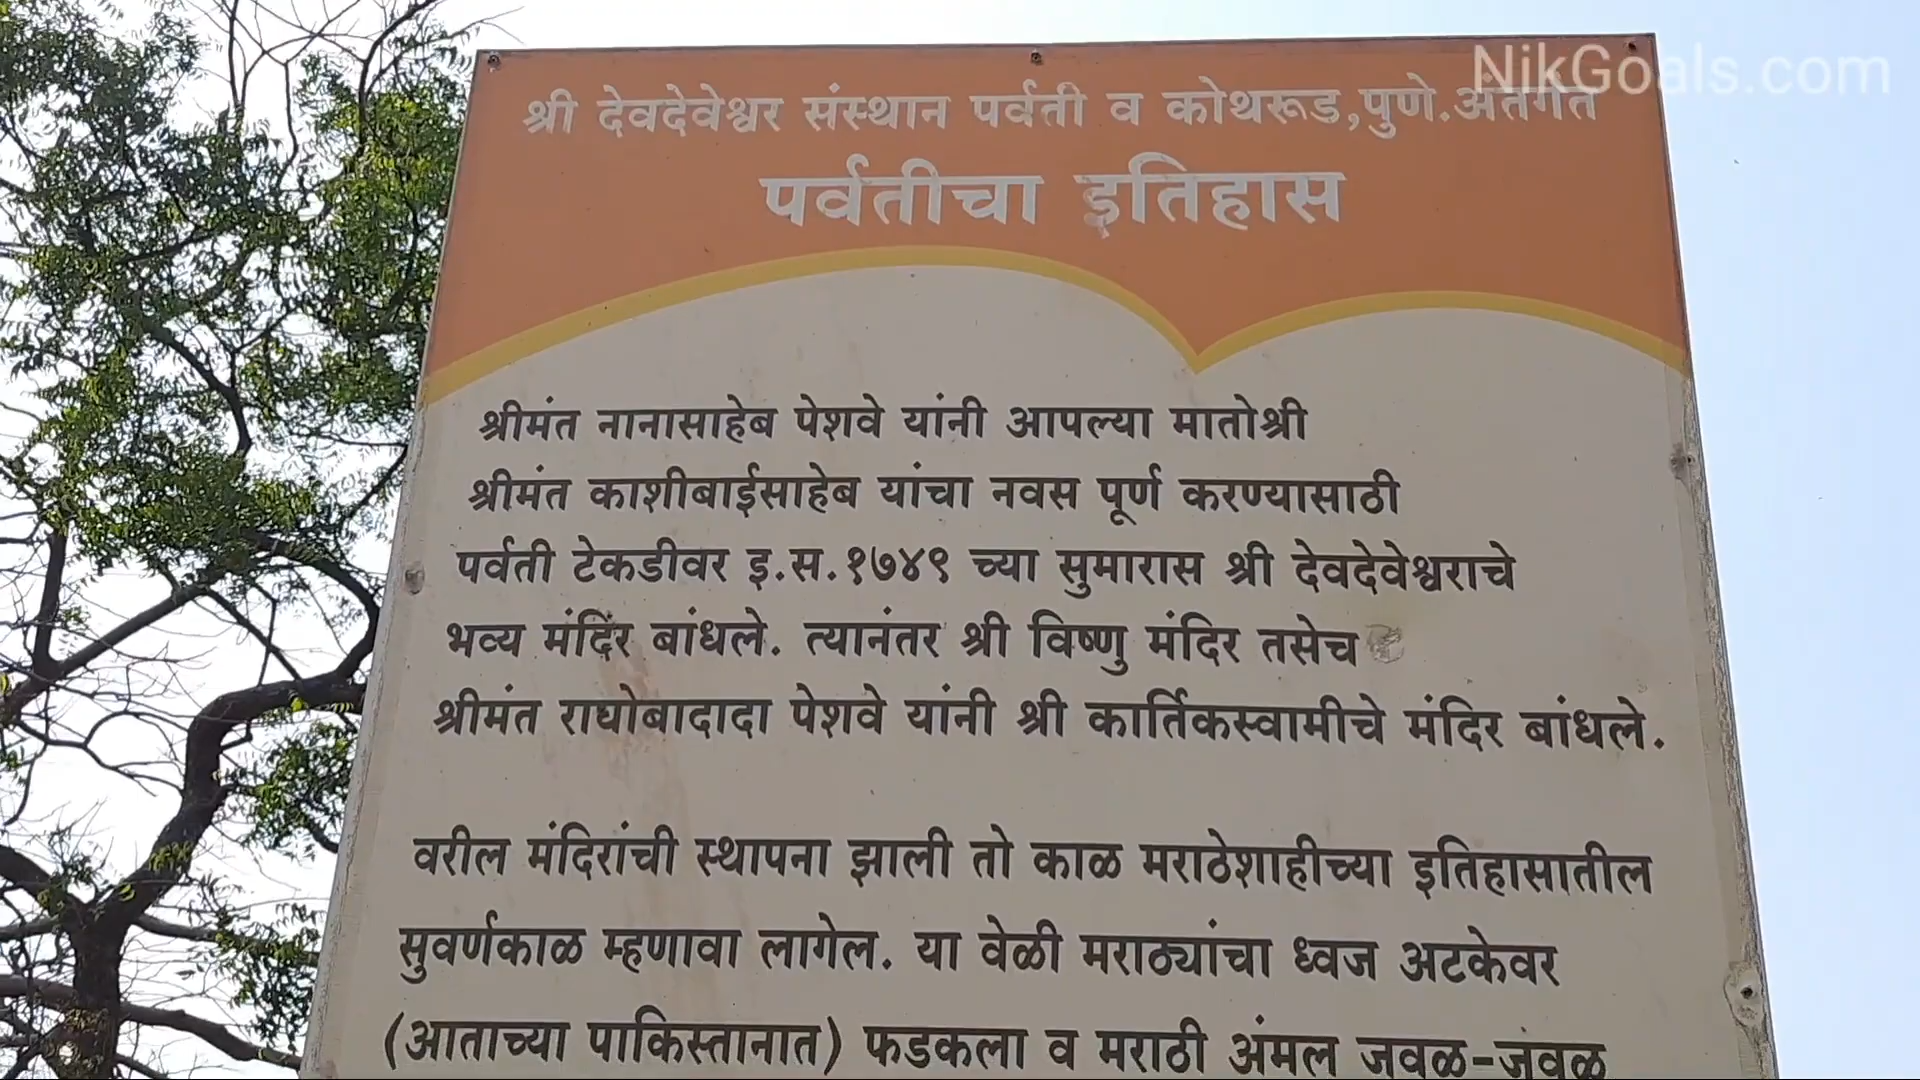 NikGoals.com
श्री देवदेवेश्वर संस्थान पर्वती व कोथरूड,पुणे.अंतर्गत
पर्वतीचा इतिहास
श्रीमंत नानासाहेब पेशवे यांनी आपल्या मातोश्री
श्रीमंत काशीबाईसाहेब यांचा नवस पूर्ण करण्यासाठी
पर्वती टेकडीवर इ.स.१७४९ च्या सुमारास श्री देवदेवेश्वराचे
भव्य मंदिर बांधले. त्यानंतर श्री विष्णु मंदिर तसेच
श्रीमंत राघोबादादा पेशवे यांनी श्री कार्तिकस्वामीचे मंदिर बांधले.
वरील मंदिरांची स्थापना झाली तो काळ मराठेशाहीच्या इतिहासातील
सुवर्णकाळ म्हणावा लागेल. या वेळी मराठ्यांचा ध्वज अटकेवर
(आताच्या पाकिस्तानात) फडकला व मराठी अंमल जवळ-जवळ